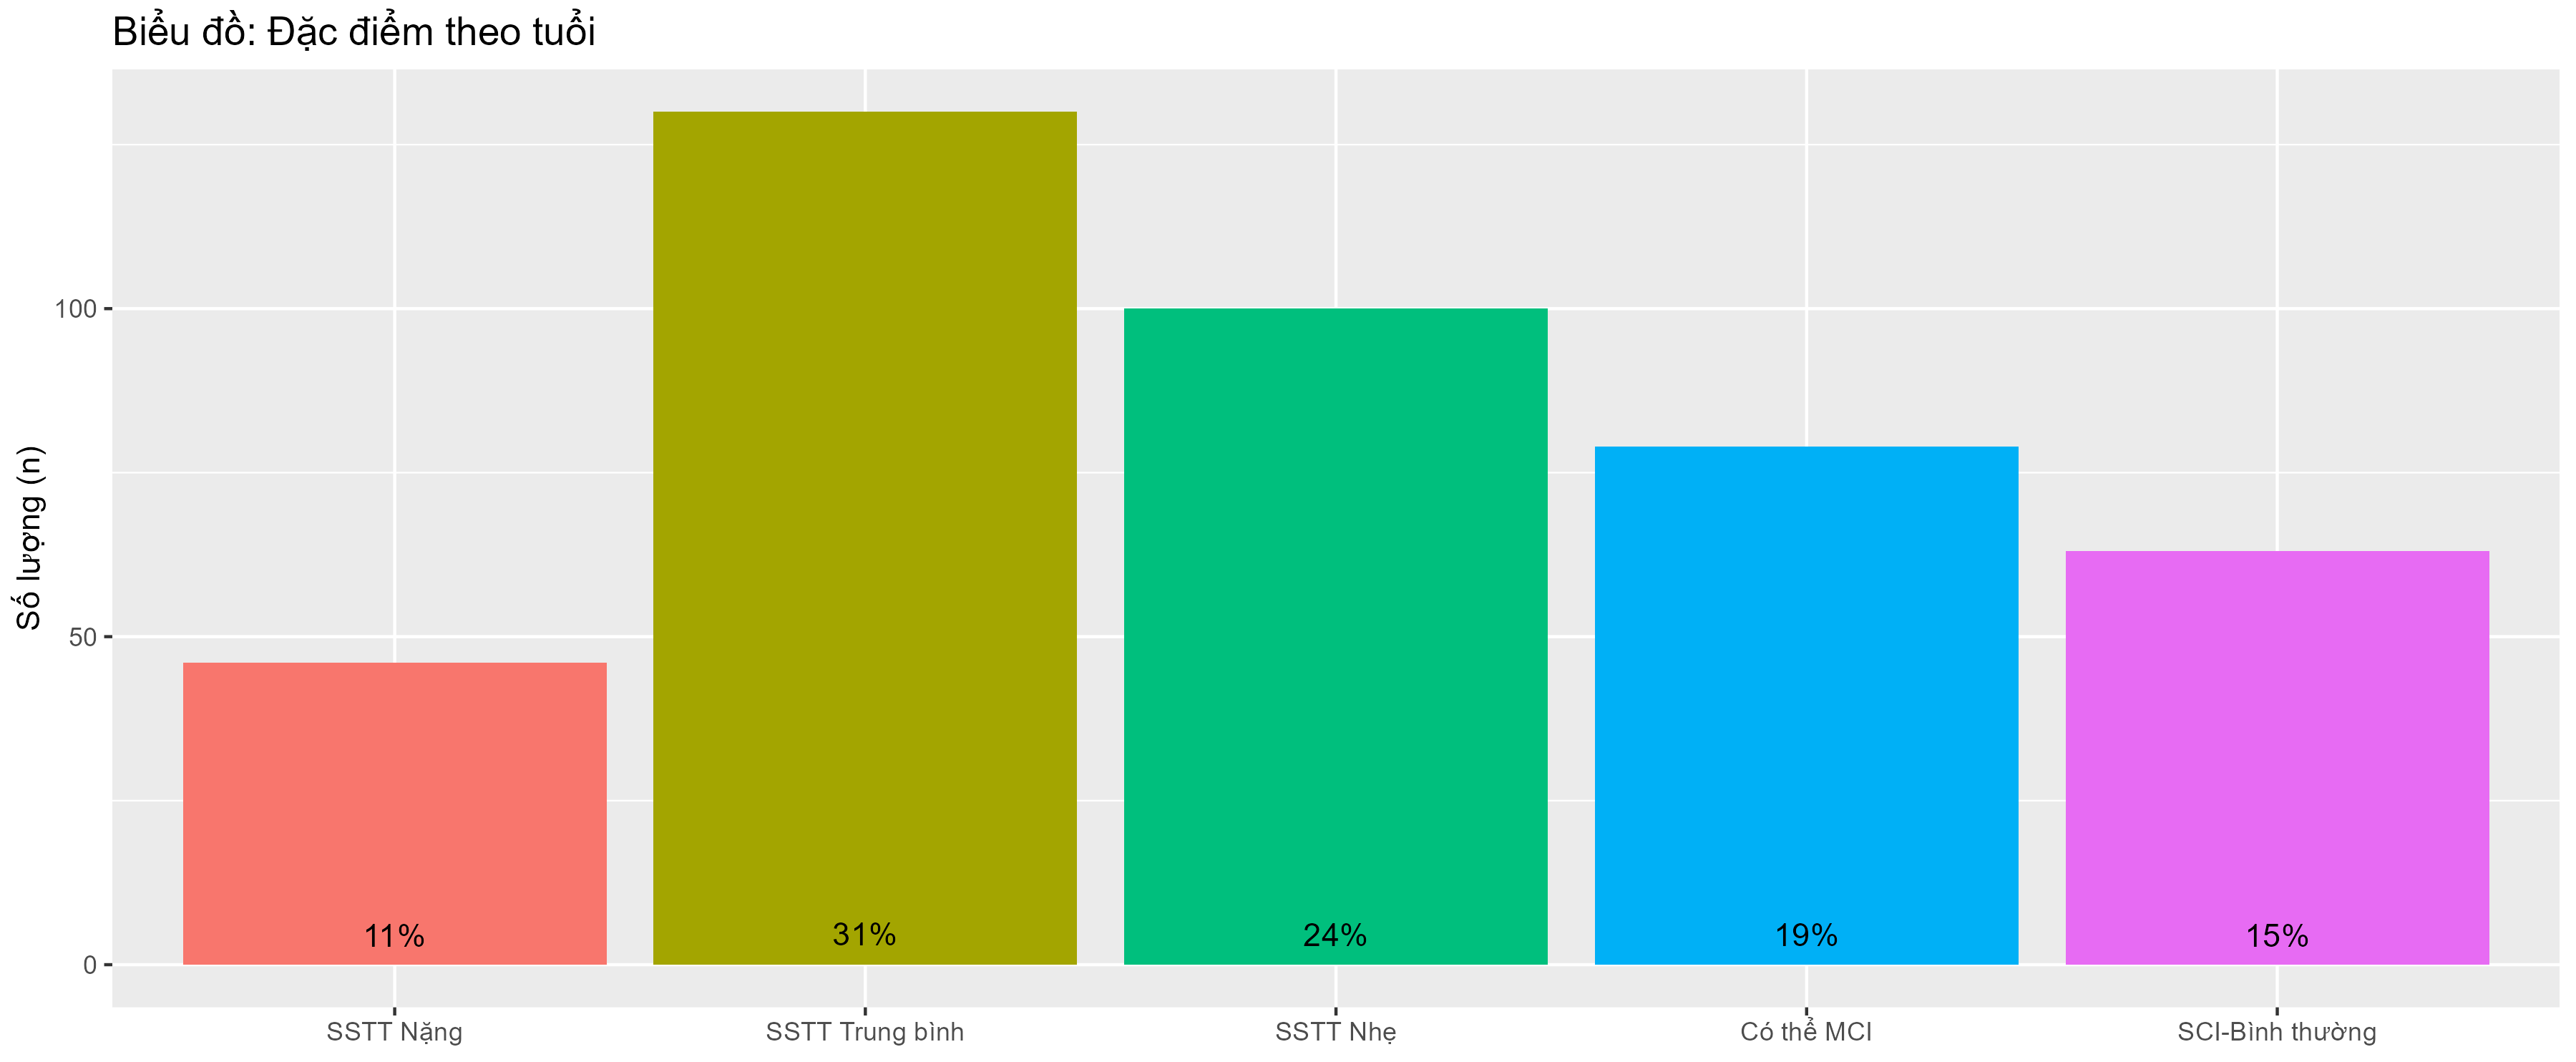 Biểu đồ: Đặc điểm theo tuổi
Số lượng (n)
100
50
0
11%
31%
24%
19%
15%
SSTT Nặng
SSTT Trung bình
SSTT Nhẹ
Có thể MCI
SCI-Bình thường